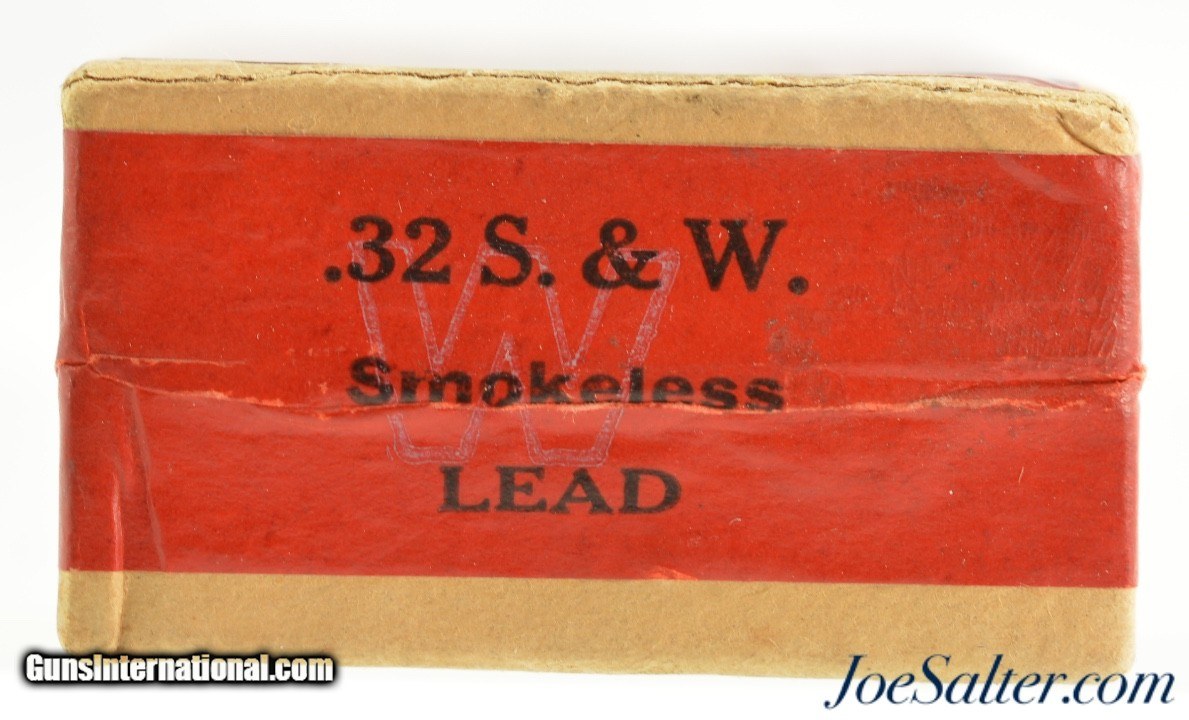 .32 S. & W.
W
Smokeless
LEAD
GunsInternational.com
JoeSalter.com